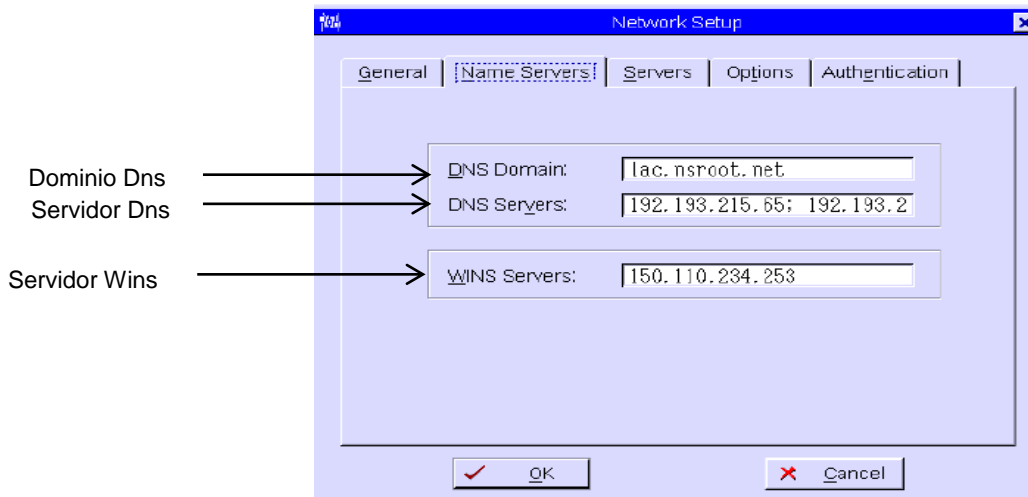 Network Setup
General Name Servers Servers Options Authentication
Dominio Dns DNS Domain: lac.nsroot.net
Servidor Dns DNS Servers: 192.193.215.65; 192.193.2
Servidor Wins WINS Servers: 150.110.234.253
OK Cancel